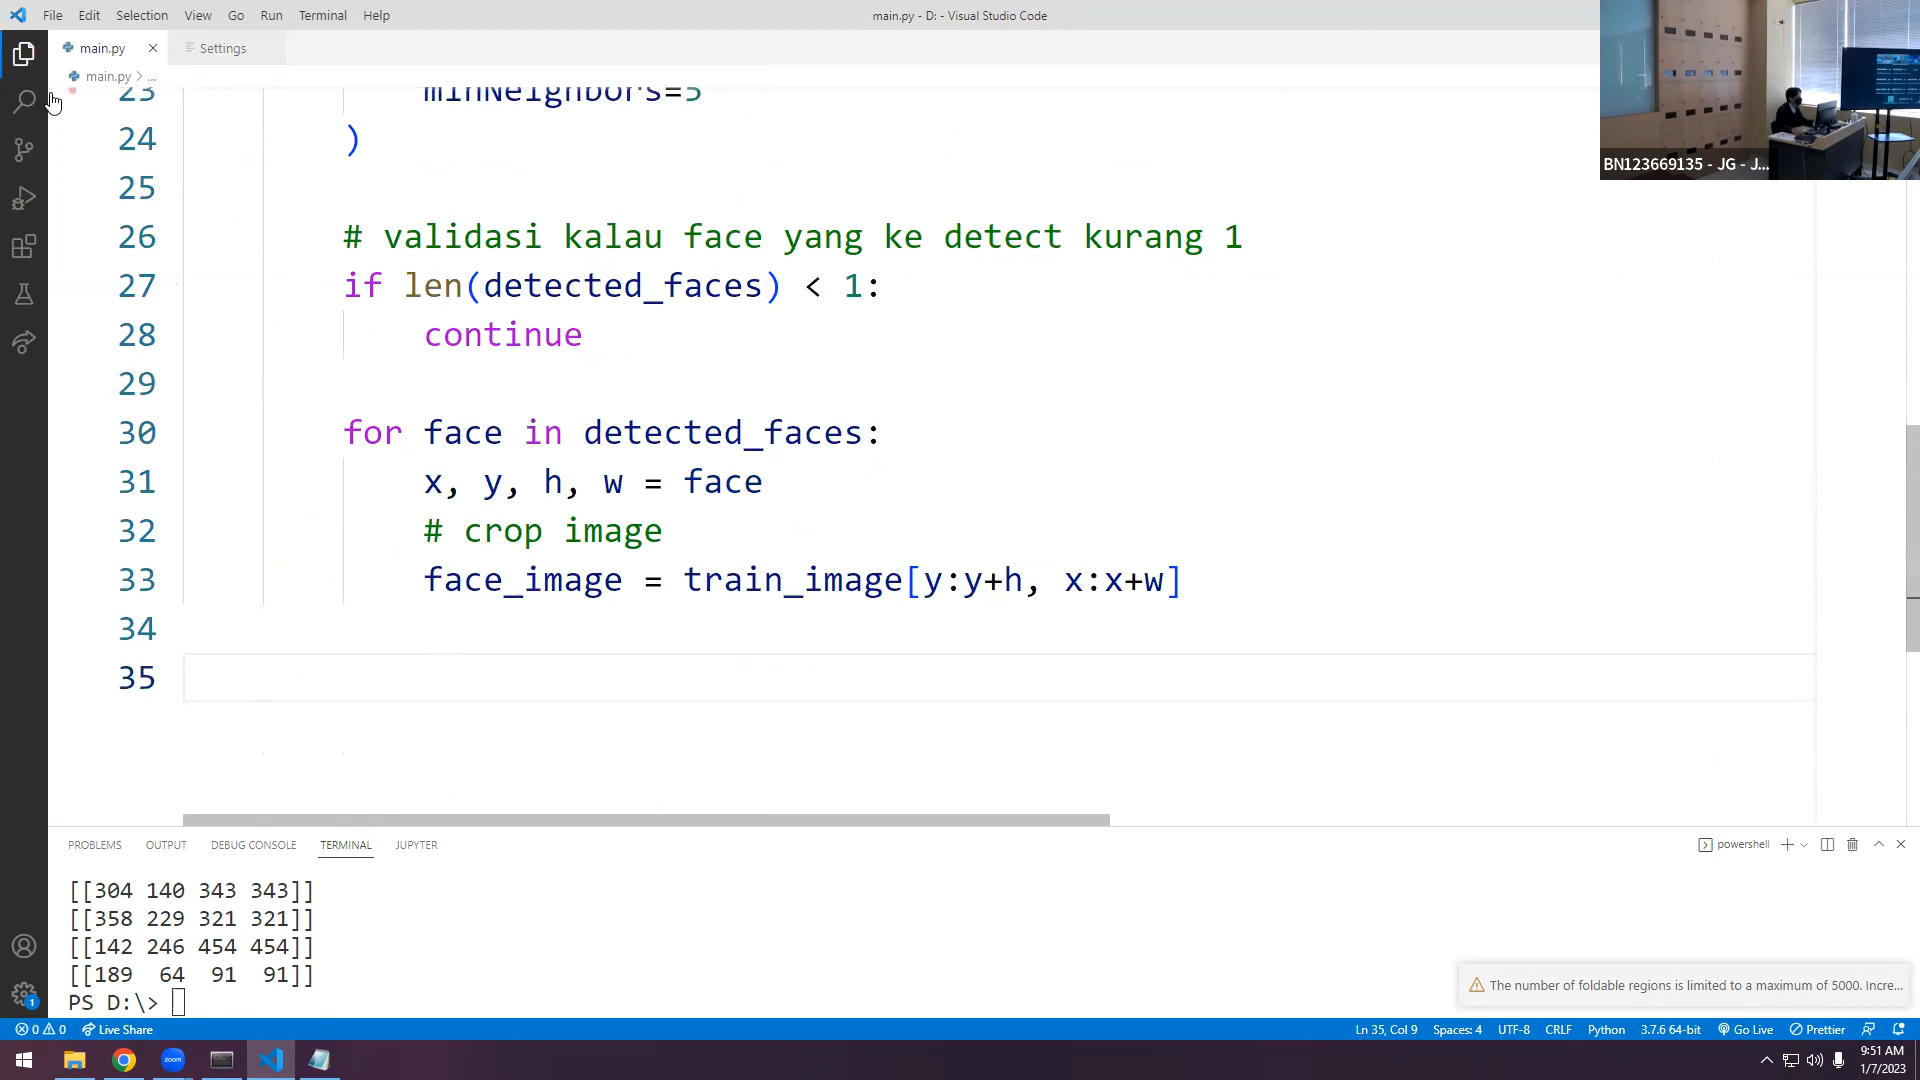 File Edit Selection View Go Run Terminal Help
main.py - D: - Visual Studio Code
main.py
Settings
main.py > ...
23 minNeighbors=5
24 )
25
26 # validasi kalau face yang ke detect kurang 1
27 if len(detected_faces) < 1:
28 continue
29
30 for face in detected_faces:
31 x, y, h, w = face
32 # crop image
33 face_image = train_image[y:y+h, x:x+w]
34
35
BN123669135 - JG - J...
PROBLEMS OUTPUT DEBUG CONSOLE TERMINAL JUPYTER
powershell
[[304 140 343 343]]
[[358 229 321 321]]
[[142 246 454 454]]
[[189 64 91 91]]
PS D:\>
The number of foldable regions is limited to a maximum of 5000. Incre...
1
0 0 Live Share
Ln 35, Col 9 Spaces: 4 UTF-8 CRLF Python 3.7.6 64-bit Go Live Prettier
zoom
9:51 AM
1/7/2023